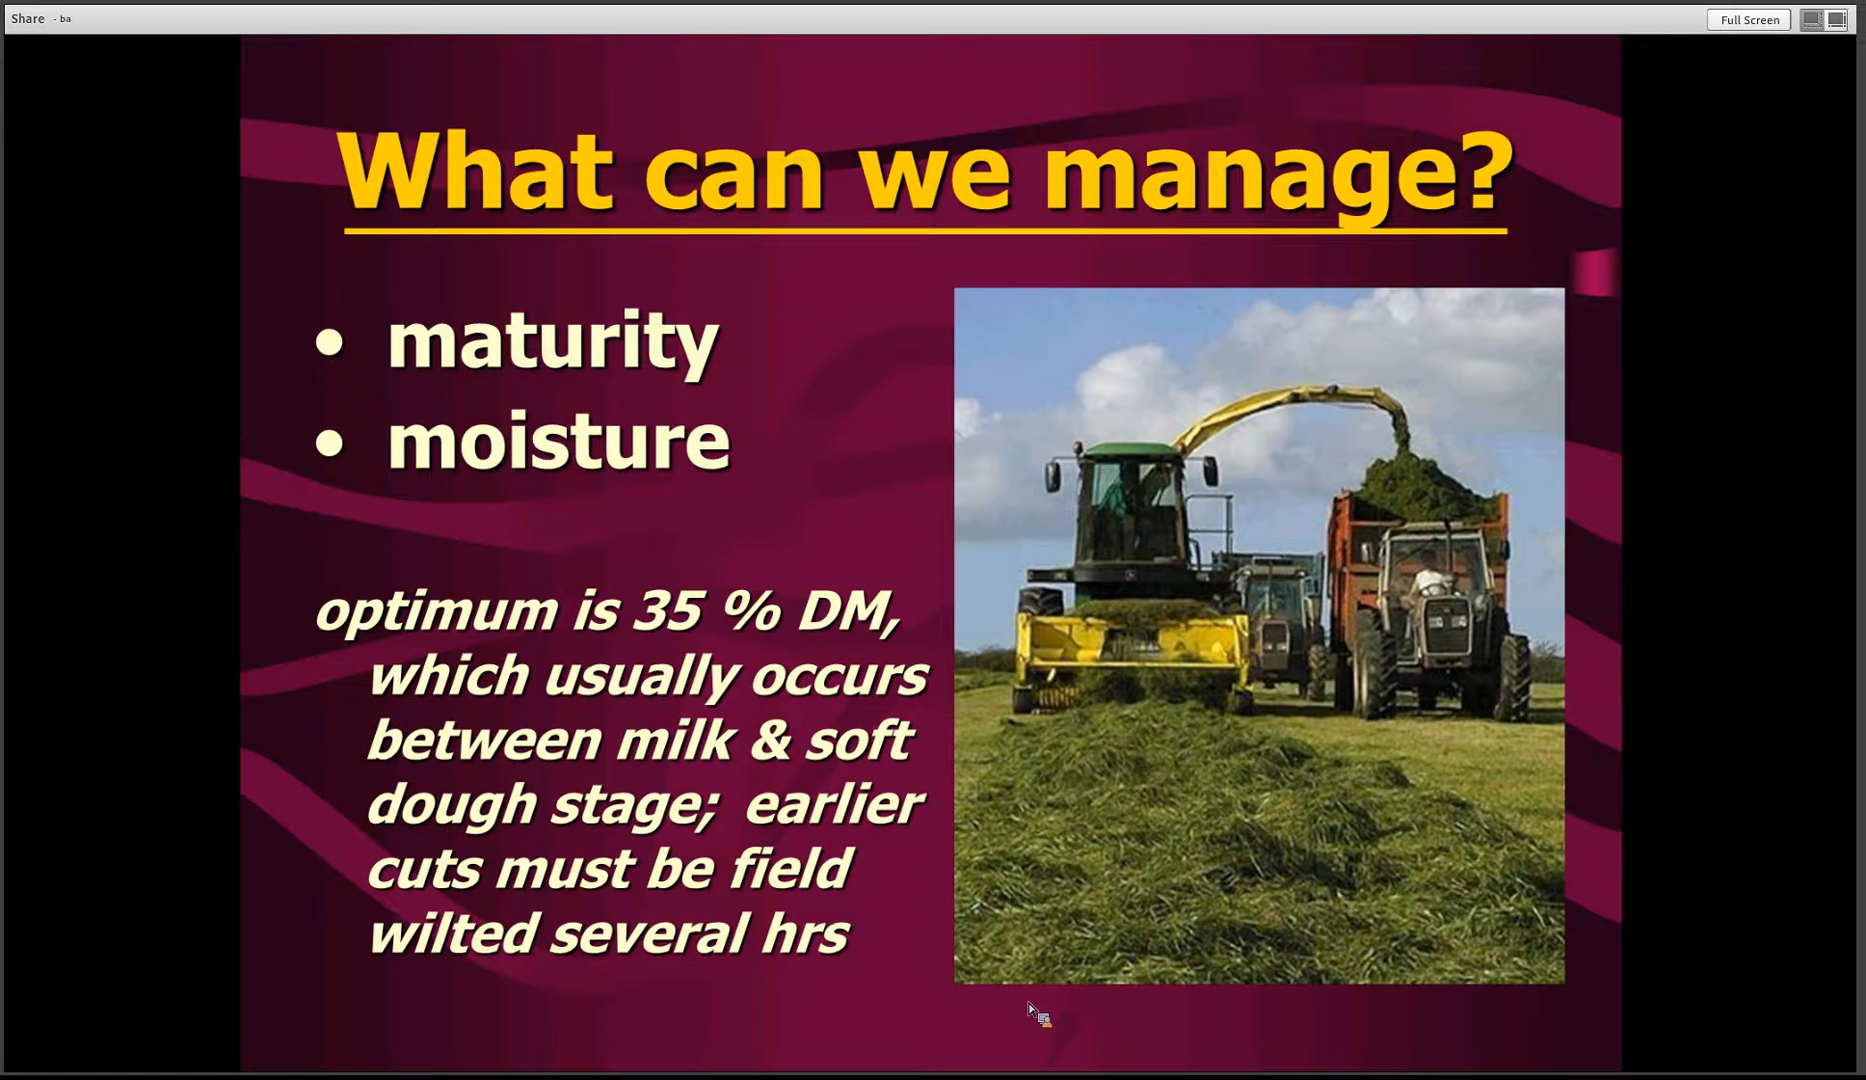 Share - ba
Full Screen
What can we manage?
• maturity
• moisture
optimum is 35 % DM,
which usually occurs
between milk & soft
dough stage; earlier
cuts must be field
wilted several hrs